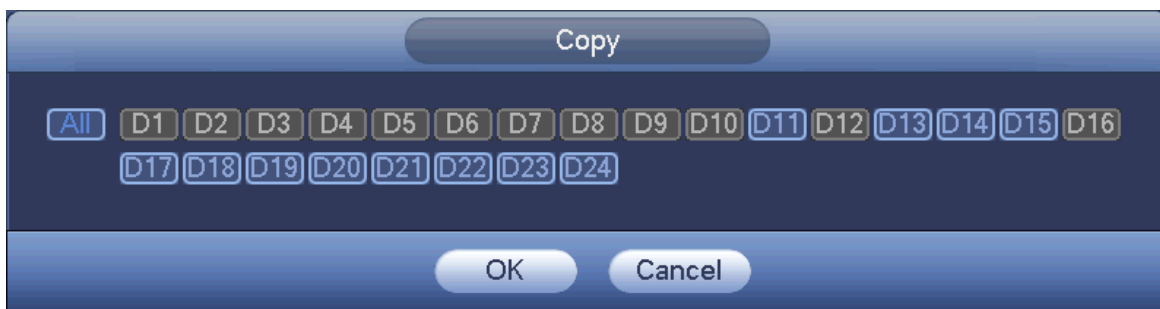 Copy
All D1 D2 D3 D4 D5 D6 D7 D8 D9 D10 D11 D12 D13 D14 D15 D16
D17 D18 D19 D20 D21 D22 D23 D24
OK Cancel